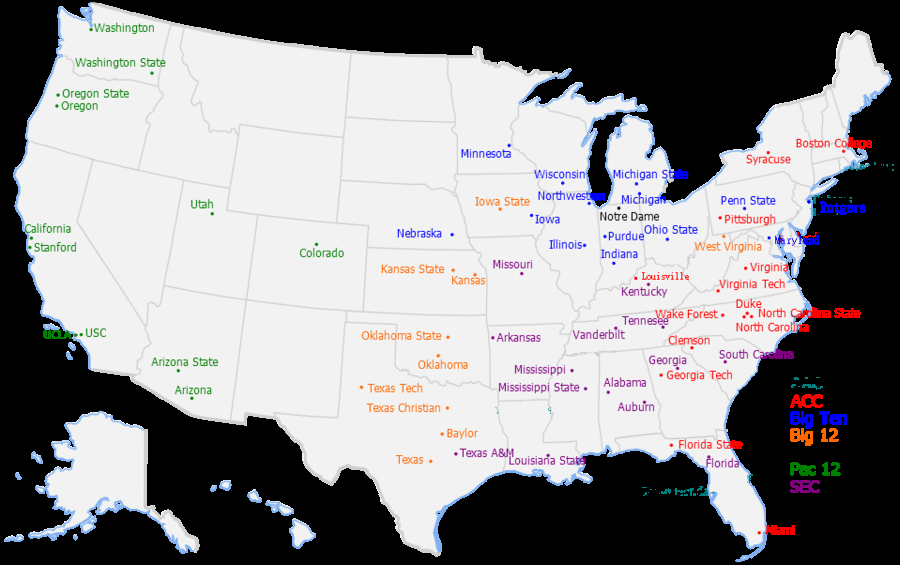 Washington
Washington State
Oregon State
Oregon
Boston College
Syracuse
Minnesota
Wisconsin
Michigan State
Northwestern
Michigan
Iowa State
Penn State
Utah
Rutgers
Iowa
Notre Dame
Pittsburgh
California
Nebraska
Purdue
Ohio State
Maryland
Stanford
Illinois
West Virginia
Colorado
Indiana
Missouri
Kansas State
Virginia
Kansas
Louisville
Kentucky
Virginia Tech
Duke
Wake Forest
North Carolina State
Tennesee
North Carolina
UCLA
USC
Oklahoma State
Arkansas
Vanderbilt
Clemson
South Carolina
Arizona State
Oklahoma
Mississippi
Georgia
Georgia Tech
Arizona
Texas Tech
Mississippi State
Alabama
Texas Christian
Auburn
ACC
Big Ten
Big 12
Baylor
Florida State
Texas A&M
Texas
Louisiana State
Florida
Pac 12
SEC
Miami